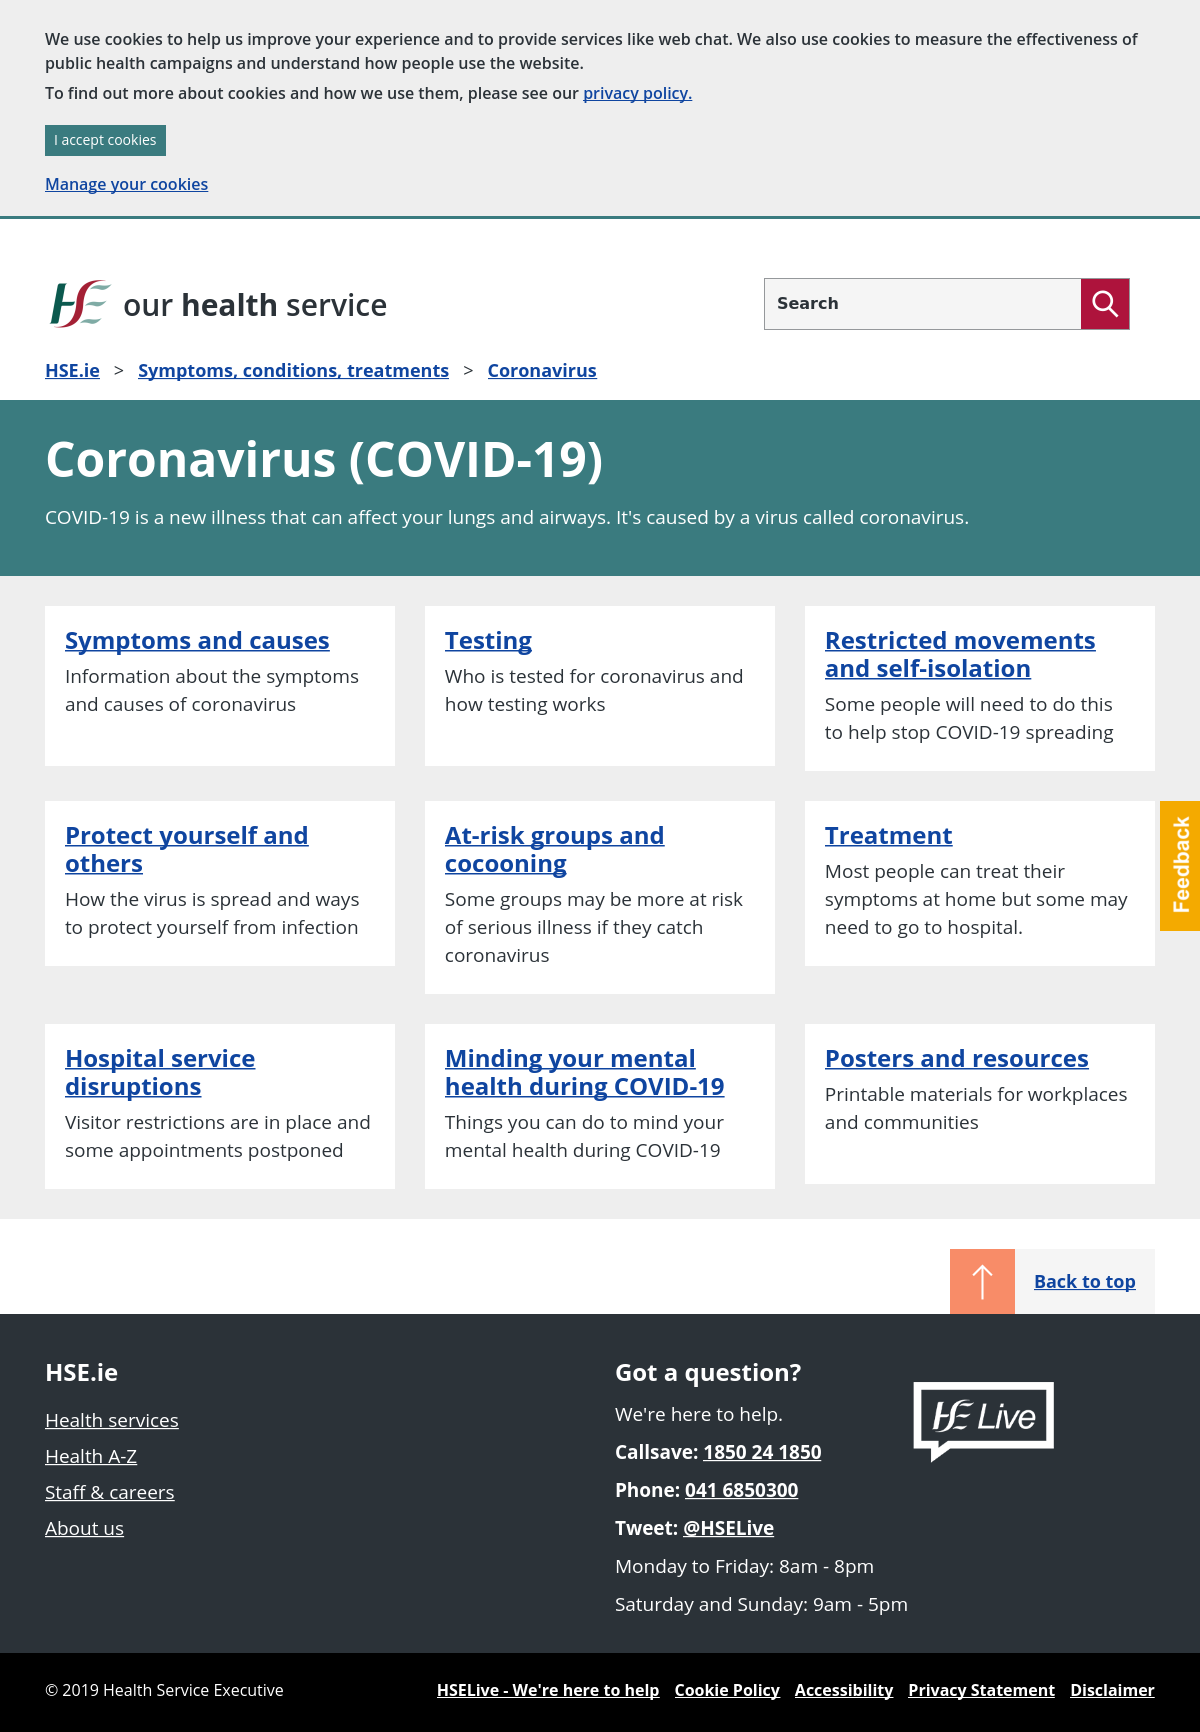 We use cookies to help us improve your experience and to provide services like web chat. We also use cookies to measure the effectiveness of
public health campaigns and understand how people use the website.
To find out more about cookies and how we use them, please see our privacy policy.
I accept cookies
Manage your cookies
HSE our health service
Search
HSE.ie > Symptoms, conditions, treatments > Coronavirus
Coronavirus (COVID-19)
COVID-19 is a new illness that can affect your lungs and airways. It's caused by a virus called coronavirus.
Symptoms and causes
Information about the symptoms
and causes of coronavirus
Testing
Who is tested for coronavirus and
how testing works
Restricted movements
and self-isolation
Some people will need to do this
to help stop COVID-19 spreading
Protect yourself and
others
How the virus is spread and ways
to protect yourself from infection
At-risk groups and
cocooning
Some groups may be more at risk
of serious illness if they catch
coronavirus
Treatment
Most people can treat their
symptoms at home but some may
need to go to hospital.
Feedback
Hospital service
disruptions
Visitor restrictions are in place and
some appointments postponed
Minding your mental
health during COVID-19
Things you can do to mind your
mental health during COVID-19
Posters and resources
Printable materials for workplaces
and communities
Back to top
HSE.ie
Health services
Health A-Z
Staff & careers
About us
Got a question?
We're here to help.
Callsave: 1850 24 1850
Phone: 041 6850300
Tweet: @HSELive
Monday to Friday: 8am - 8pm
Saturday and Sunday: 9am - 5pm
HSE Live
© 2019 Health Service Executive
HSELive - We're here to help Cookie Policy Accessibility Privacy Statement Disclaimer